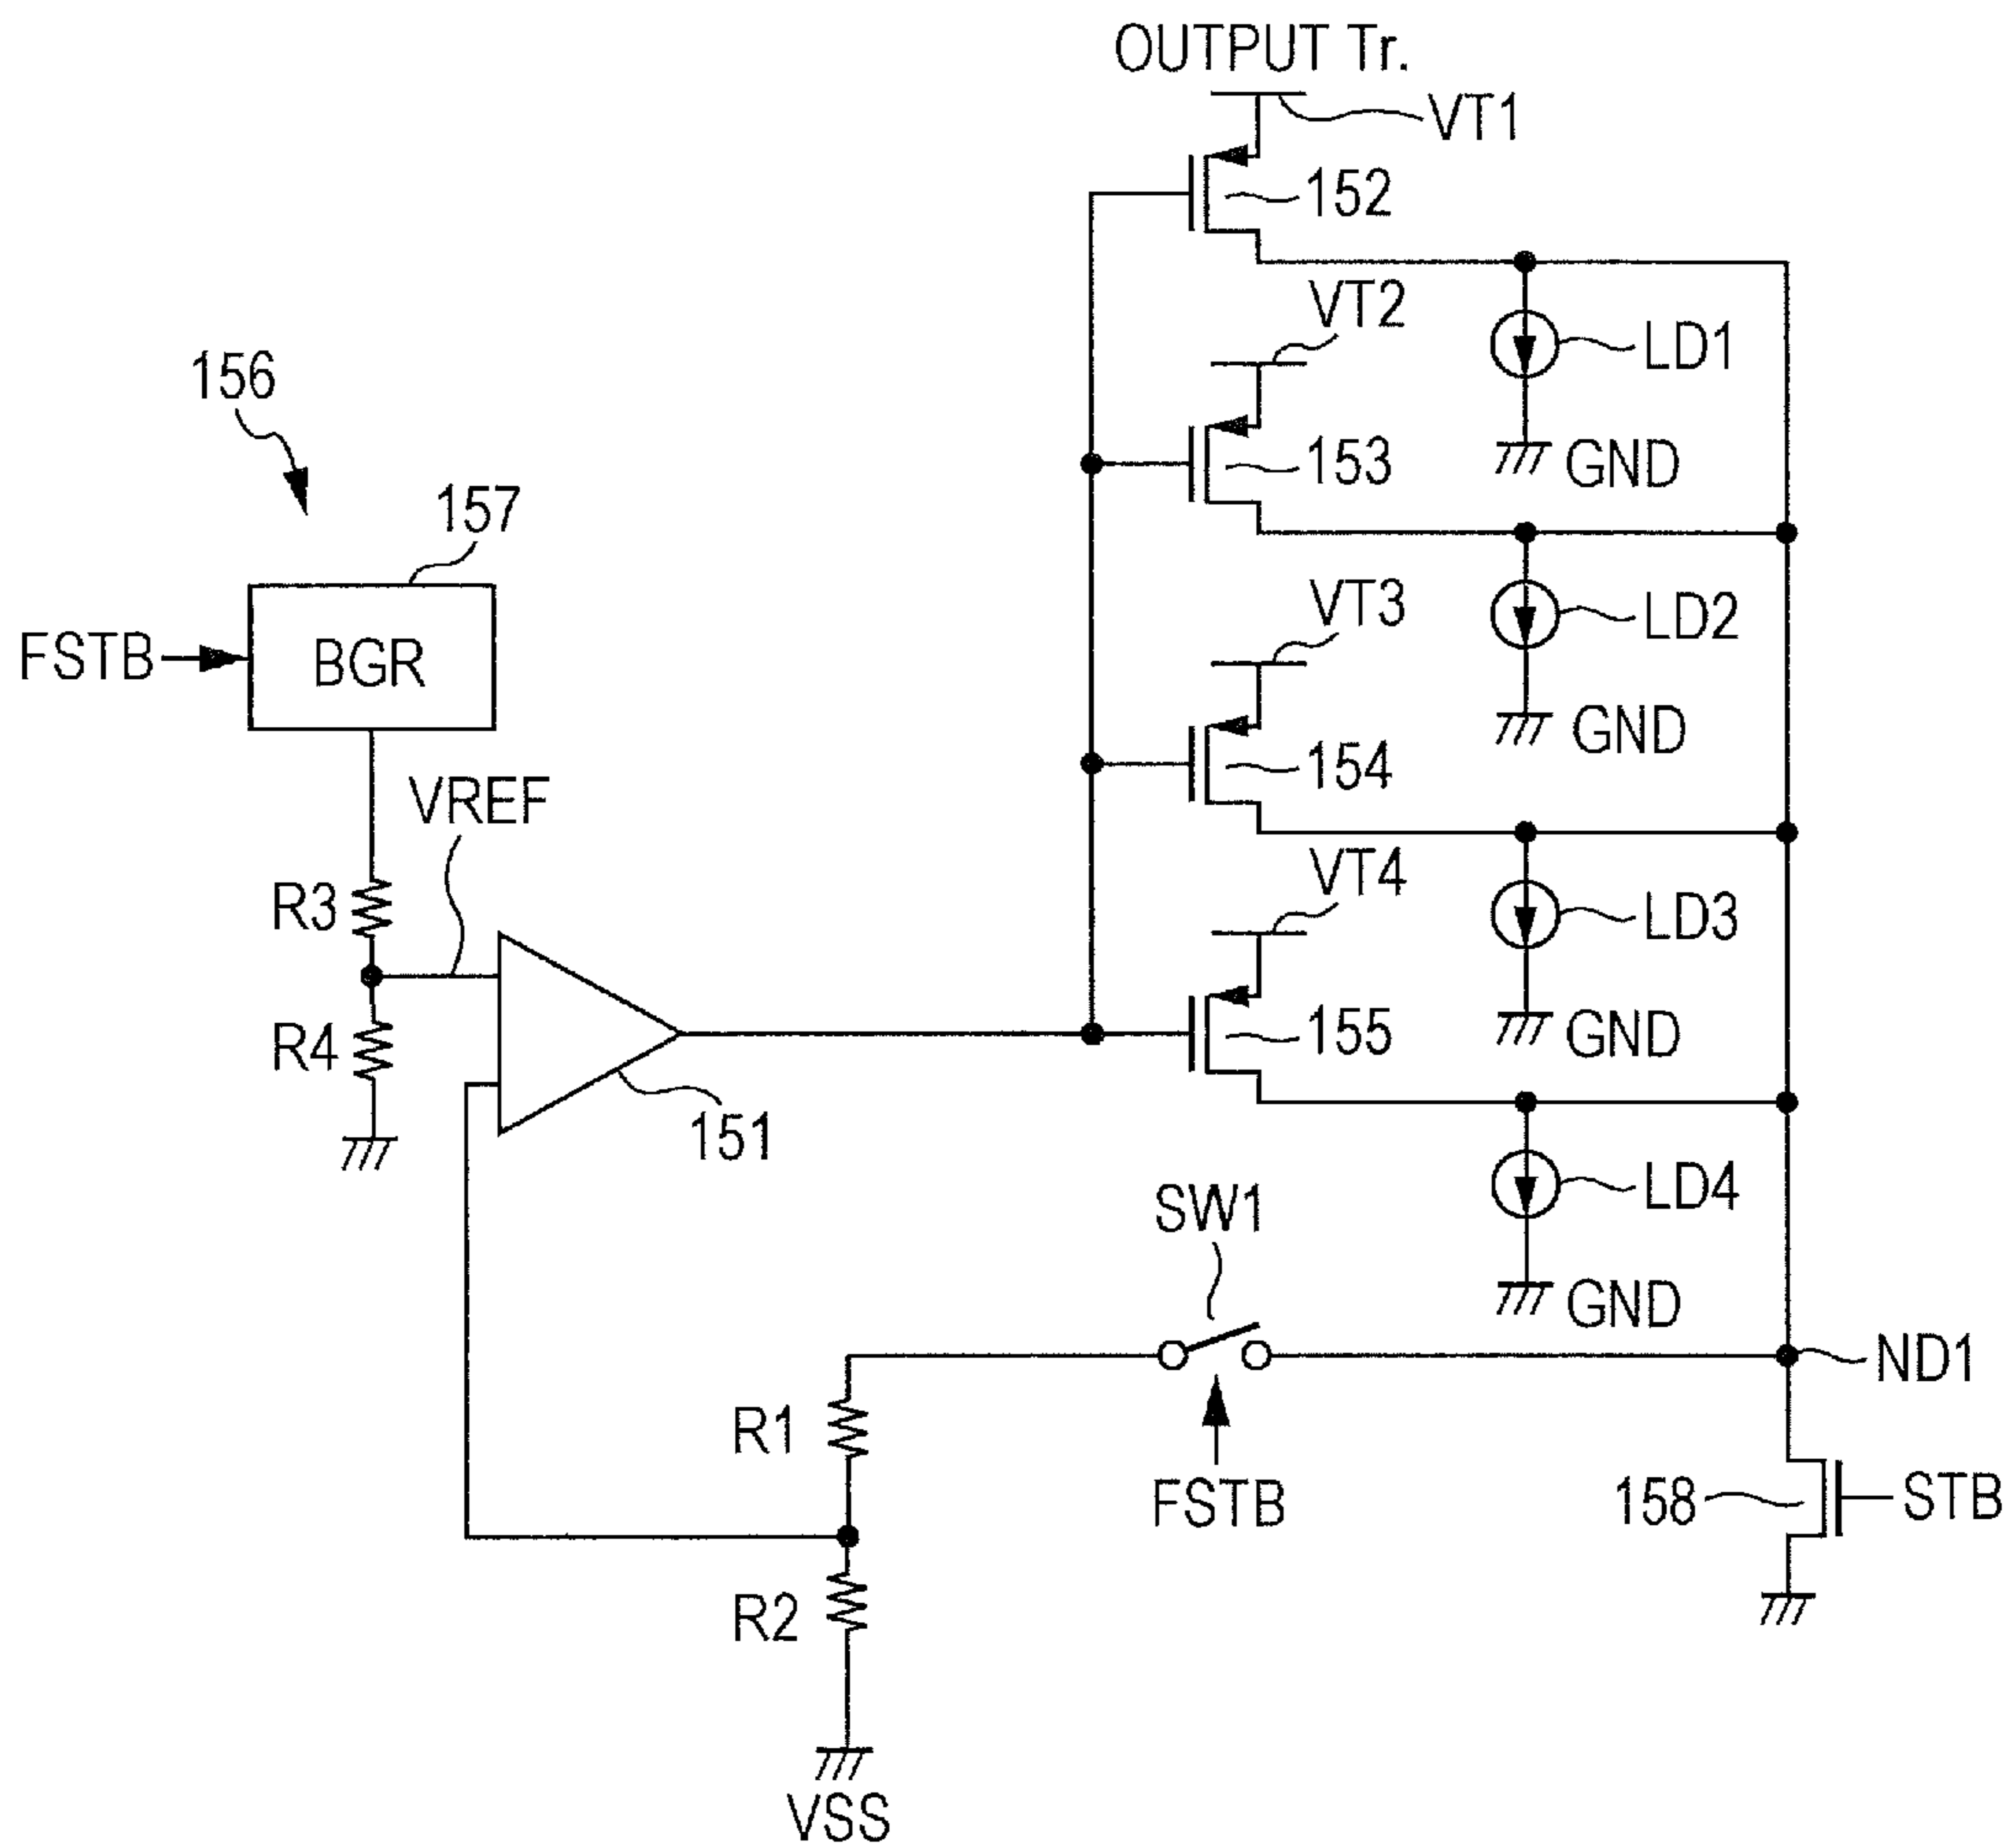 OUTPUT Tr.
VT1
152
VT2
LD1
156
153
GND
157
VT3
LD2
FSTB
BGR
154
GND
VREF
VT4
R3
LD3
155
GND
R4
151
LD4
SW1
GND
ND1
R1
FSTB
158
STB
R2
VSS